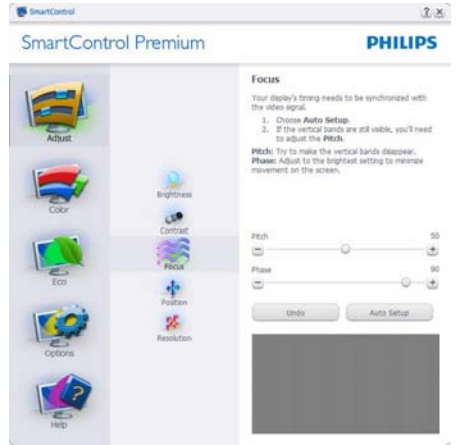 SmartControl
? x
SmartControl Premium
PHILIPS
Adjust
Color
Eco
Options
Help
Brightness
Contrast
Focus
Position
Resolution
Focus
Your display's timing needs to be synchronized with
the video signal.
1. Choose Auto Setup.
2. If the vertical bands are still visible, you'll need
to adjust the Pitch.
Pitch: Try to make the vertical bands disappear.
Phase: Adjust to the brightest setting to minimize
movement on the screen.
Pitch 50
Phase 90
Undo Auto Setup